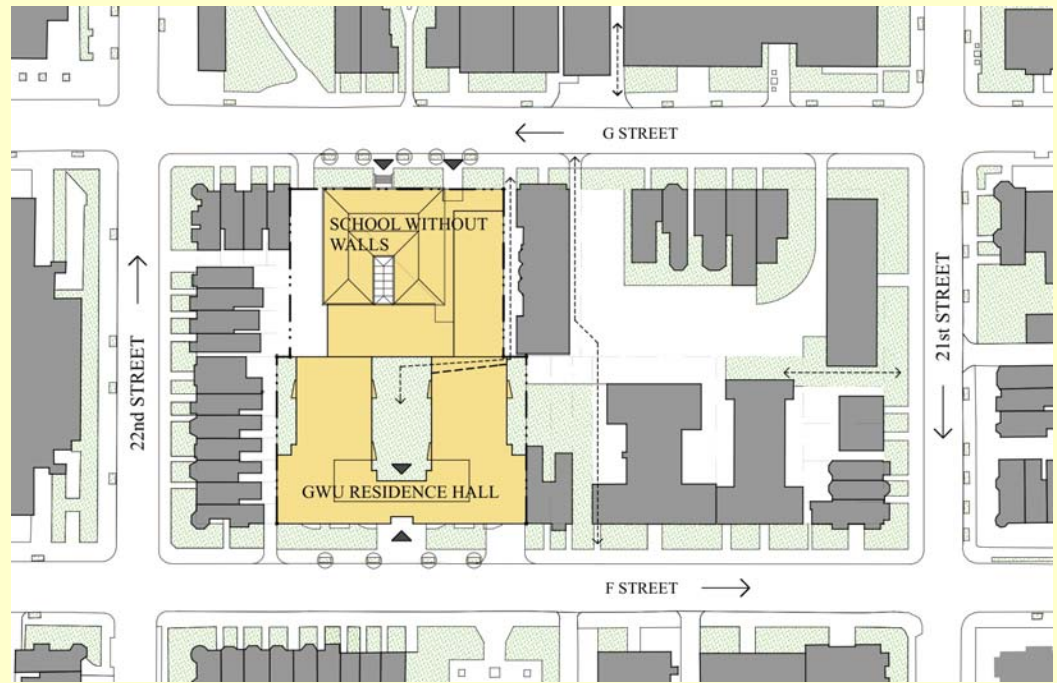 G STREET
SCHOOL WITHOUT
WALLS
22nd STREET
21st STREET
GWU RESIDENCE HALL
F STREET